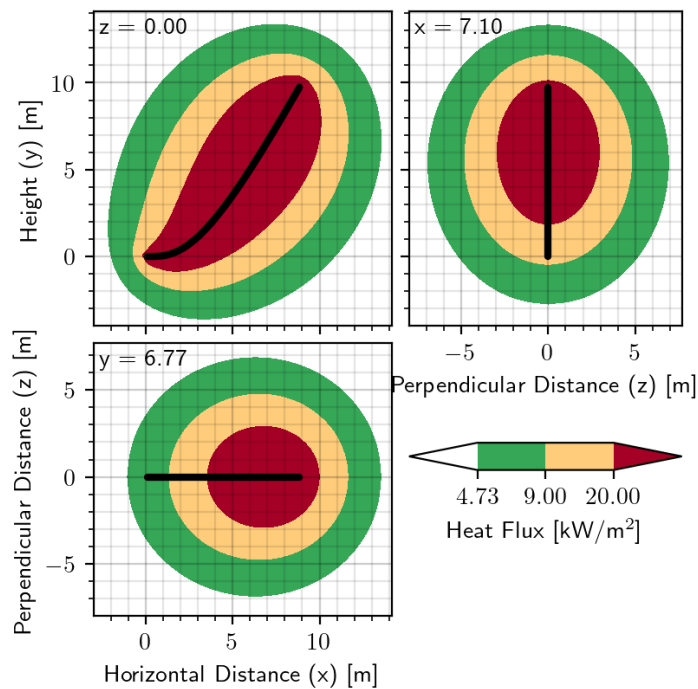 z = 0.00
x = 7.10
10
5
0
Height (y) [m]
−5
0
5
Perpendicular Distance (z) [m]
y = 6.77
5
0
−5
Perpendicular Distance (z) [m]
0
5
10
Horizontal Distance (x) [m]
4.73
9.00
20.00
Heat Flux [kW/m²]